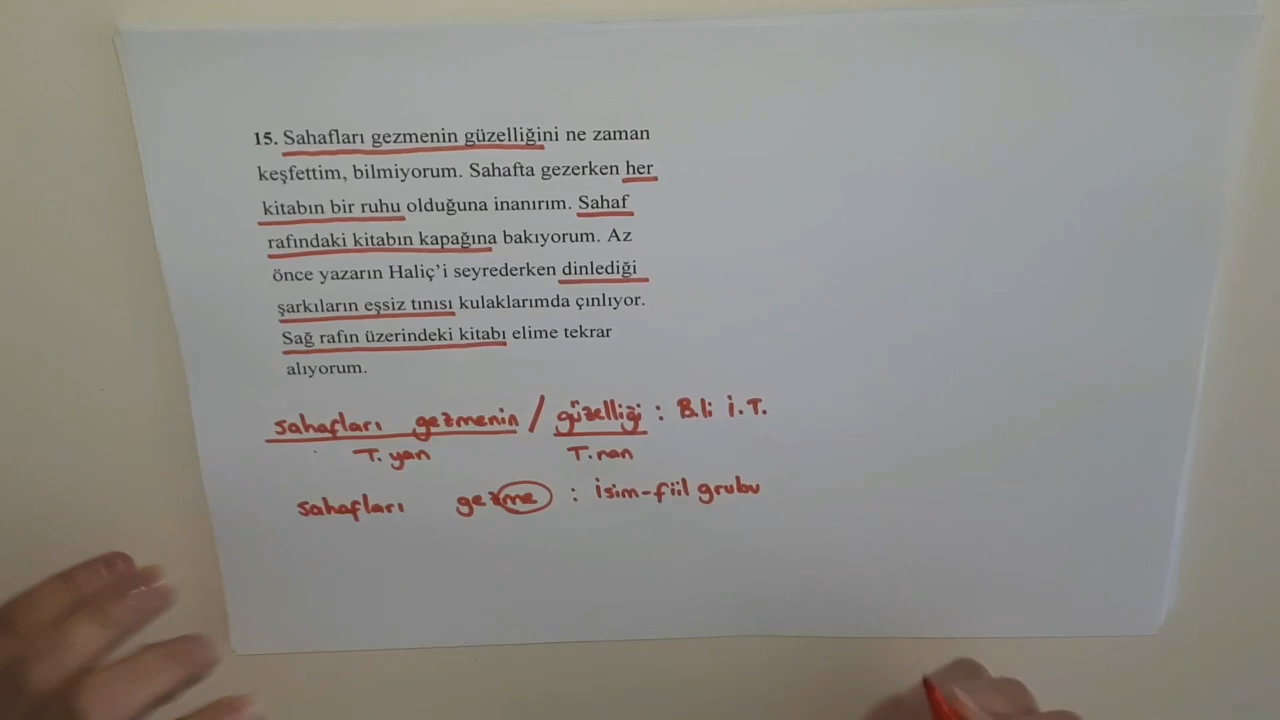 15. Sahafları gezmenin güzelliğini ne zaman
keşfettim, bilmiyorum. Sahafta gezerken her
kitabın bir ruhu olduğuna inanırım. Sahaf
rafındaki kitabın kapağına bakıyorum. Az
önce yazarın Haliç'i seyrederken dinlediği
şarkıların eşsiz tınısı kulaklarımda çınlıyor.
Sağ rafın üzerindeki kitabı elime tekrar
alıyorum.
sahafları gezmenin / güzelliği : B.li i.T.
T. yan T. nan
sahafları gezme : isim-fiil grubu